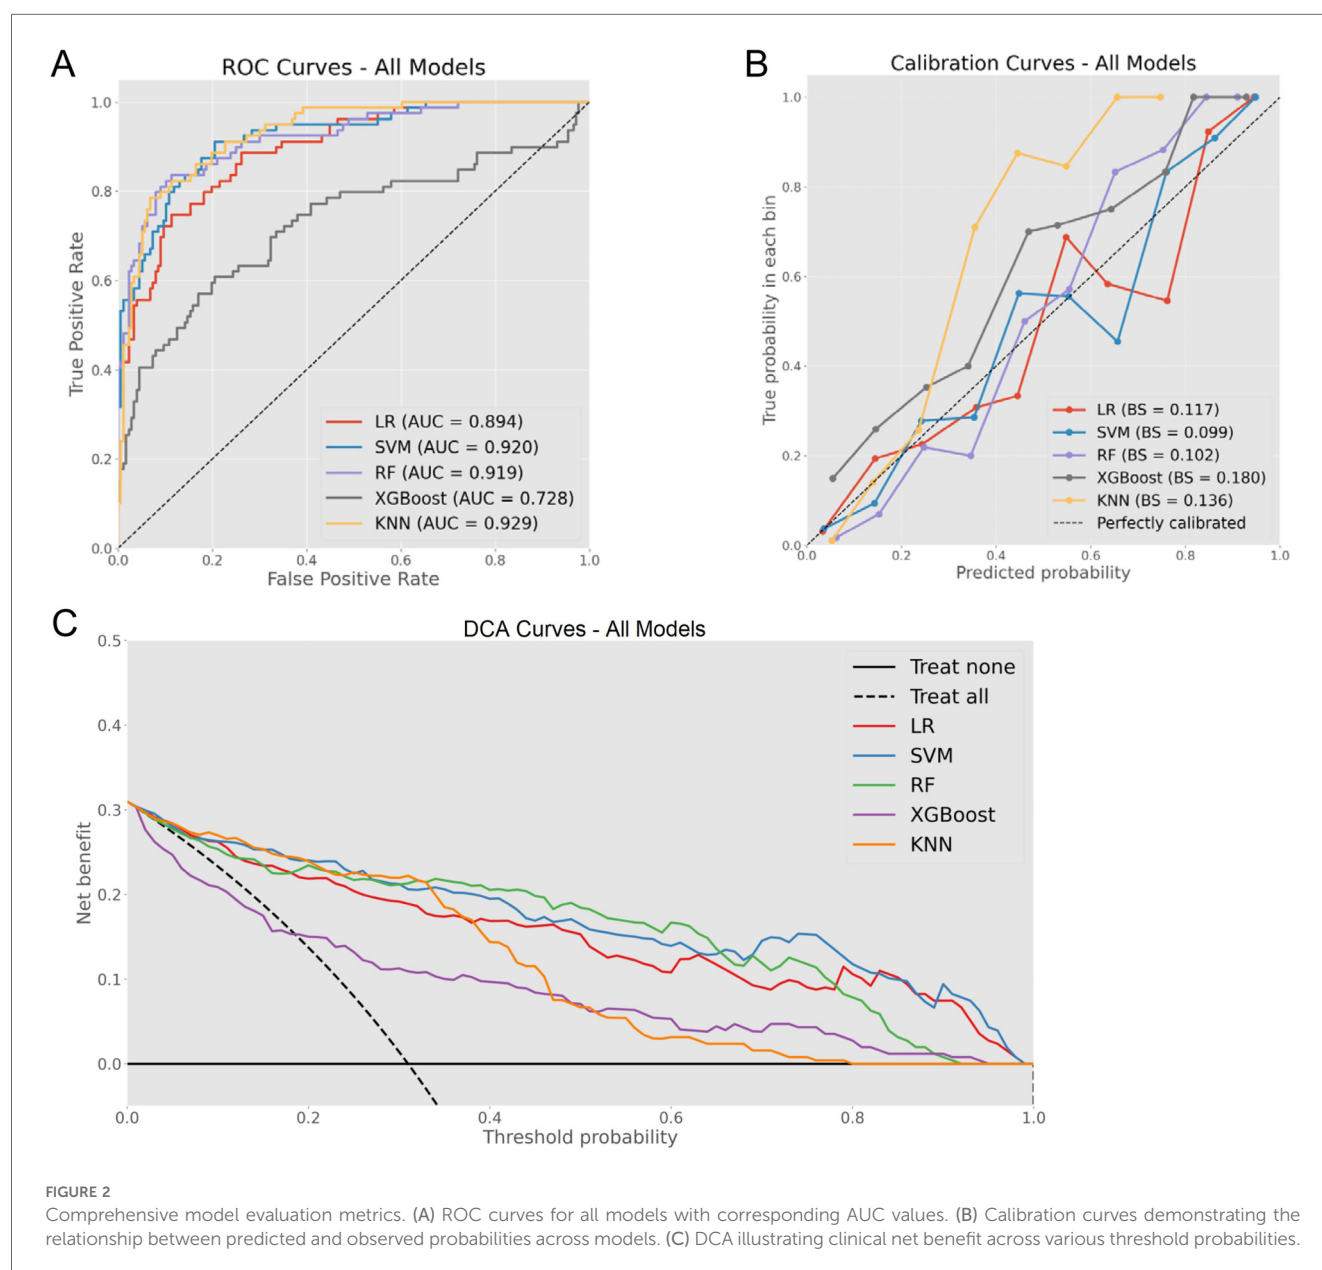 A
ROC Curves - All Models
1.0
0.8
0.6
0.4
0.2
0.0
True Positive Rate
LR (AUC = 0.894)
SVM (AUC = 0.920)
RF (AUC = 0.919)
XGBoost (AUC = 0.728)
KNN (AUC = 0.929)
0.0 0.2 0.4 0.6 0.8 1.0
False Positive Rate
B
Calibration Curves - All Models
1.0
0.8
0.6
0.4
0.2
0.0
True probability in each bin
LR (BS = 0.117)
SVM (BS = 0.099)
RF (BS = 0.102)
XGBoost (BS = 0.180)
KNN (BS = 0.136)
Perfectly calibrated
0.0 0.2 0.4 0.6 0.8 1.0
Predicted probability
C
DCA Curves - All Models
0.5
0.4
0.3
0.2
0.1
0.0
Net benefit
Treat none
Treat all
LR
SVM
RF
XGBoost
KNN
0.0 0.2 0.4 0.6 0.8 1.0
Threshold probability
FIGURE 2
Comprehensive model evaluation metrics. (A) ROC curves for all models with corresponding AUC values. (B) Calibration curves demonstrating the
relationship between predicted and observed probabilities across models. (C) DCA illustrating clinical net benefit across various threshold probabilities.